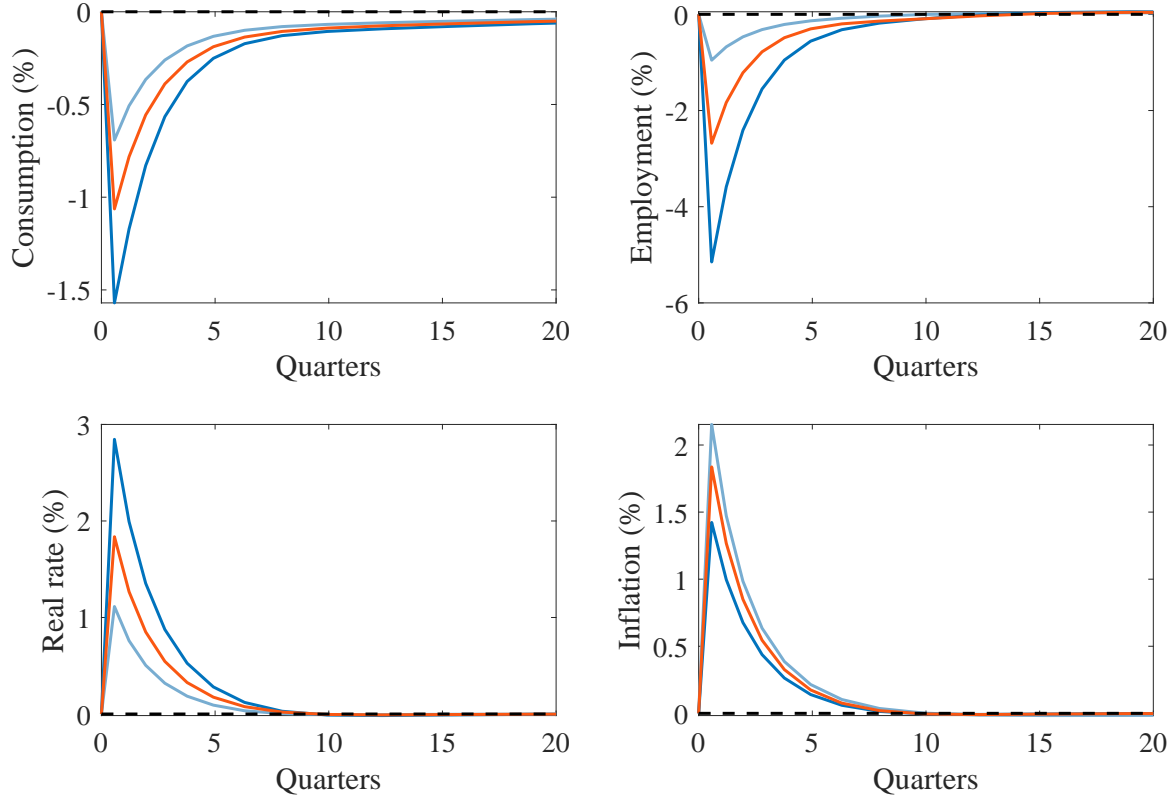 Consumption (%)
0
-0.5
-1
-1.5
0 5 10 15 20
Quarters
Employment (%)
0
-2
-4
-6
0 5 10 15 20
Quarters
Real rate (%)
3
2
1
0
0 5 10 15 20
Quarters
Inflation (%)
2
1.5
1
0.5
0
0 5 10 15 20
Quarters